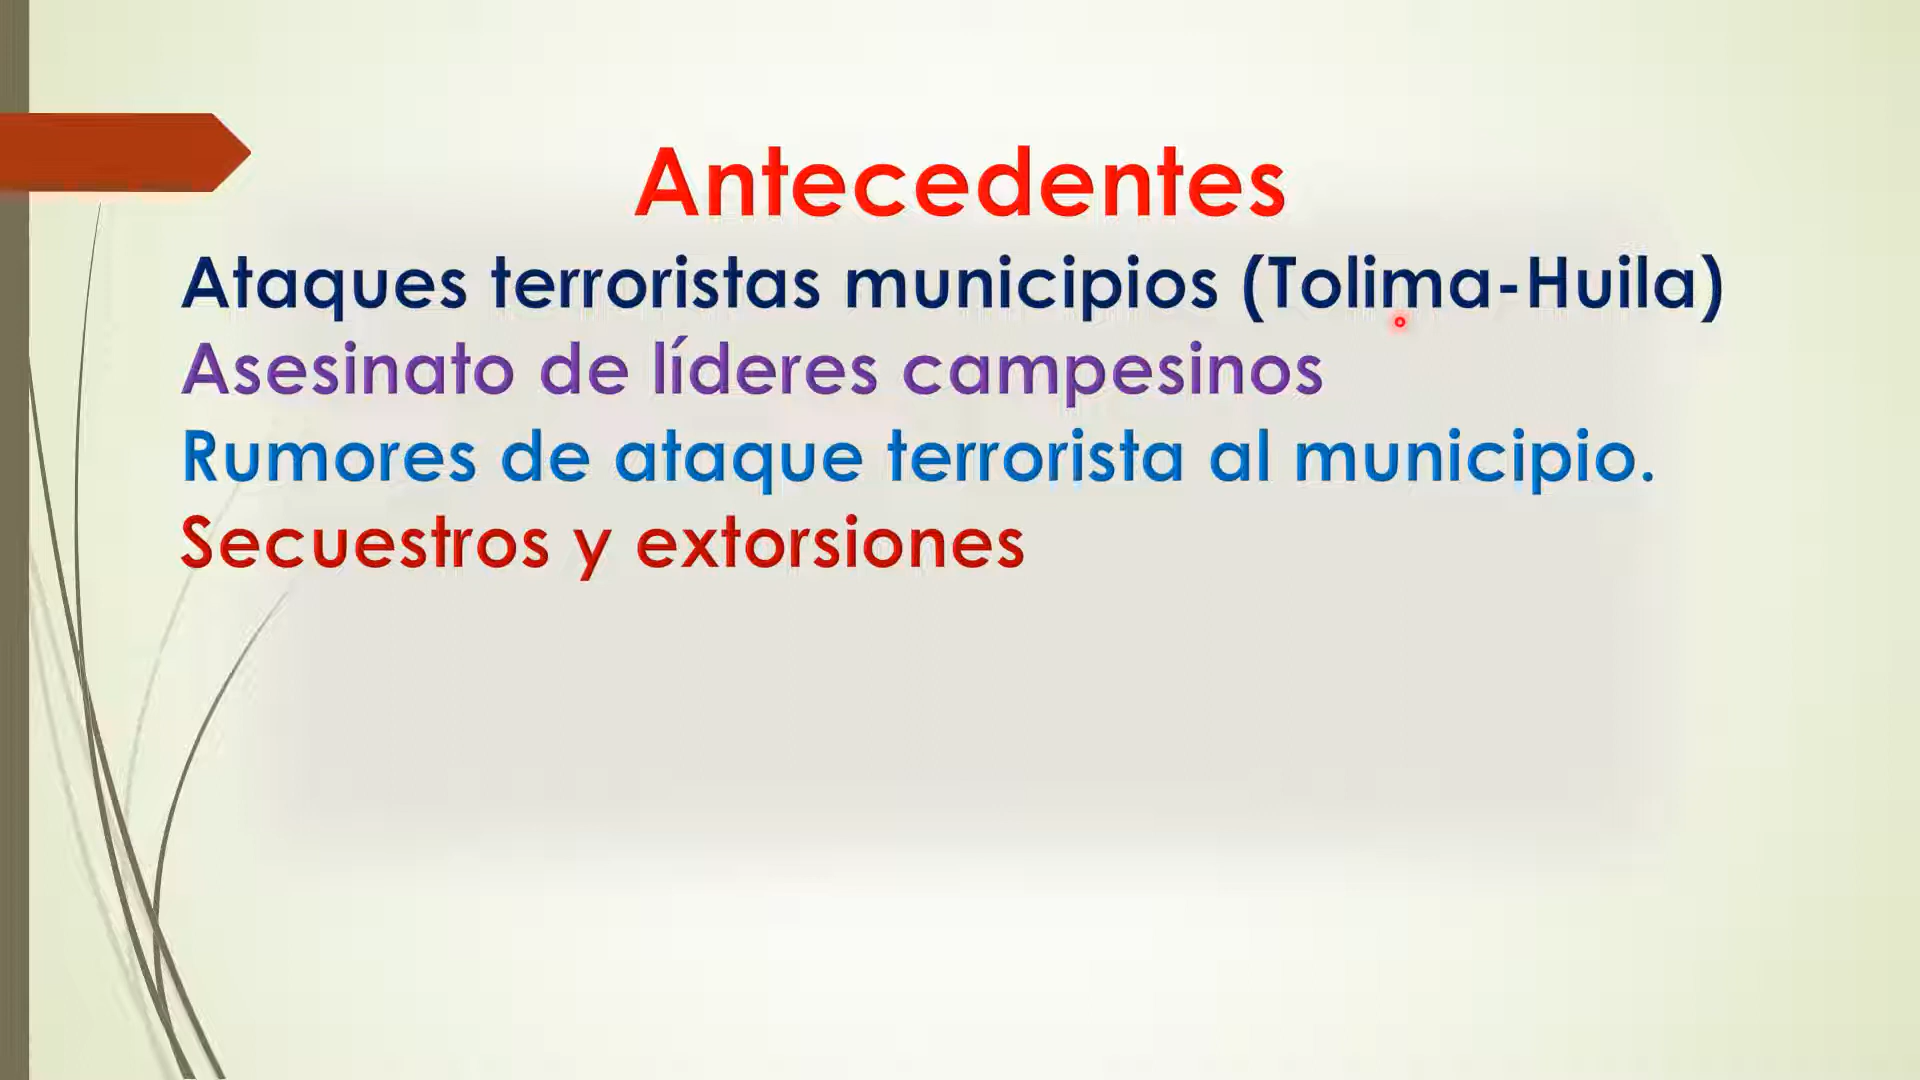 Antecedentes
Ataques terroristas municipios (Tolima-Huila)
Asesinato de líderes campesinos
Rumores de ataque terrorista al municipio.
Secuestros y extorsiones